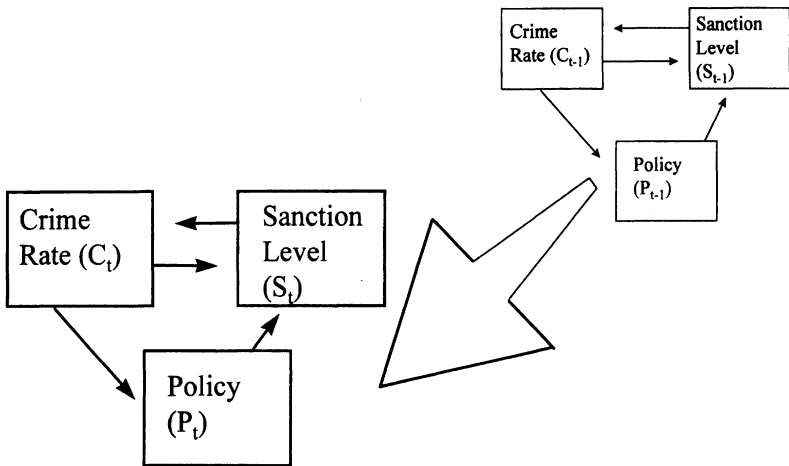 Crime
Rate (Cₜ₋₁)
Sanction
Level
(Sₜ₋₁)
Policy
(Pₜ₋₁)
Crime
Rate (Cₜ)
Sanction
Level
(Sₜ)
Policy
(Pₜ)